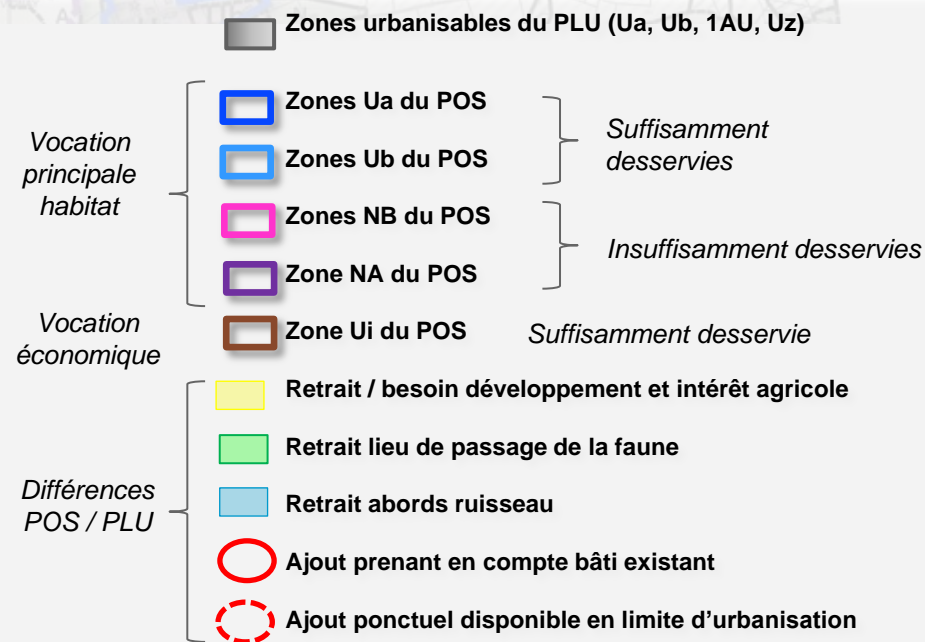 Zones urbanisables du PLU (Ua, Ub, 1AU, Uz)
Vocation
principale
habitat
Zones Ua du POS
Zones Ub du POS
Suffisamment
desservies
Zones NB du POS
Zone NA du POS
Insuffisamment desservies
Vocation
économique
Zone Ui du POS
Suffisamment desservie
Différences
POS / PLU
Retrait / besoin développement et intérêt agricole
Retrait lieu de passage de la faune
Retrait abords ruisseau
Ajout prenant en compte bâti existant
Ajout ponctuel disponible en limite d’urbanisation